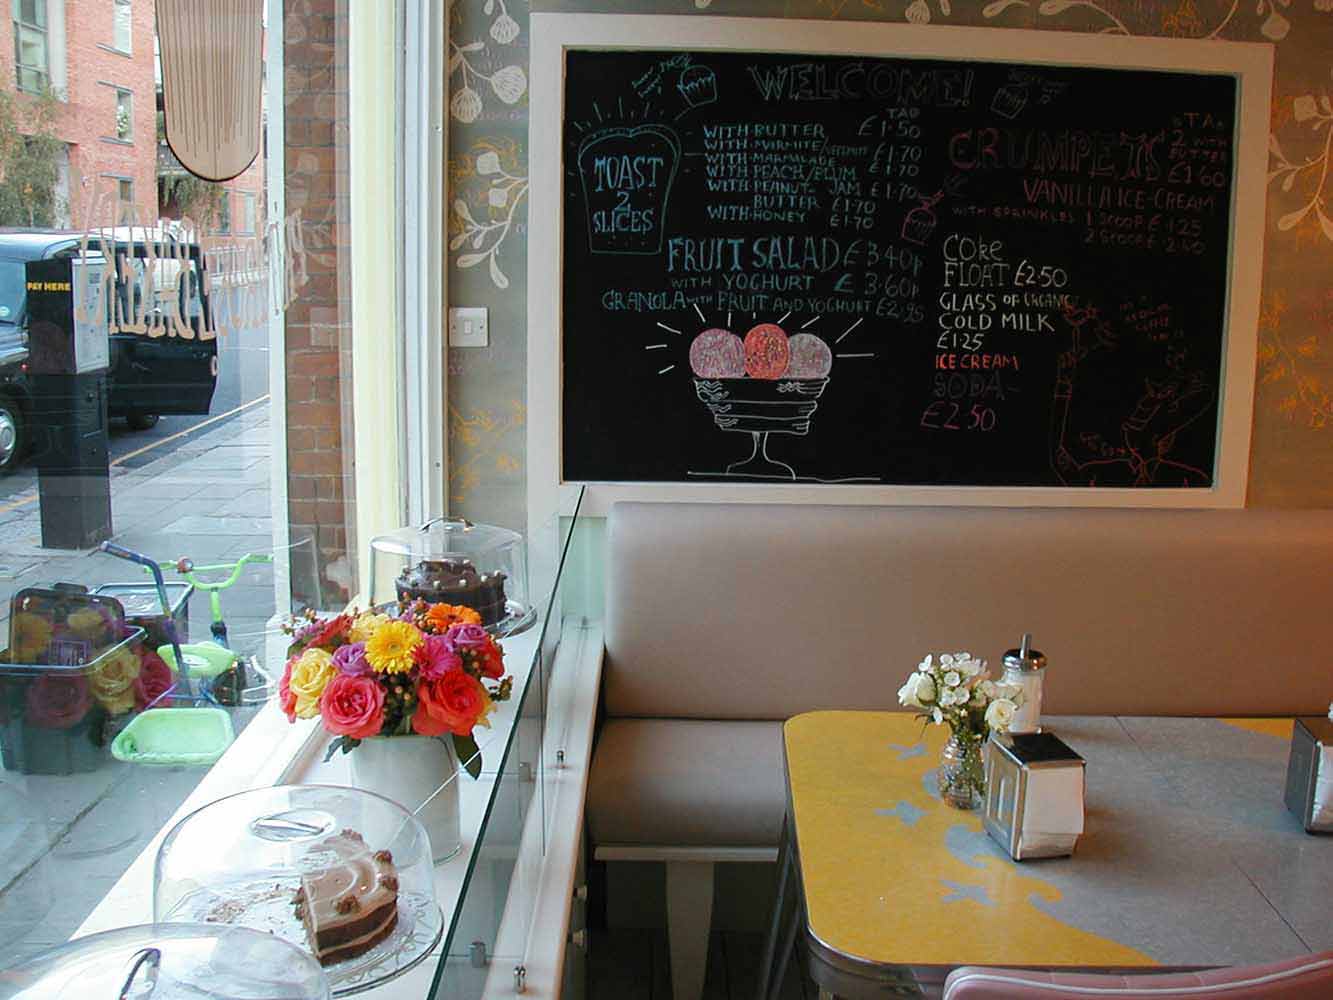 WELCOME!
TOAST
2
SLICES
TAO
WITH·BUTTER £1·50
WITH·MARMITE/ £1·70
WITH·MARMALADE
WITH·PEACH/PLUM JAM £1·70
WITH·PEANUT BUTTER £1·70
WITH·HONEY £1·70
FRUIT SALAD £3·40p
WITH YOGHURT £ 3·60p
GRANOLA WITH FRUIT AND YOGHURT £2·95
CRUMPETS
2 WITH
BUTTER
£1·60
VANILLA ICE-CREAM
WITH SPRINKLES 1 SCOOP £ 1·25
2 SCOOP £ 2·40
COKE
FLOAT £2·50
GLASS OF ORGANIC
COLD MILK
£1·25
ICE CREAM
SODA-
£2·50
PAY HERE